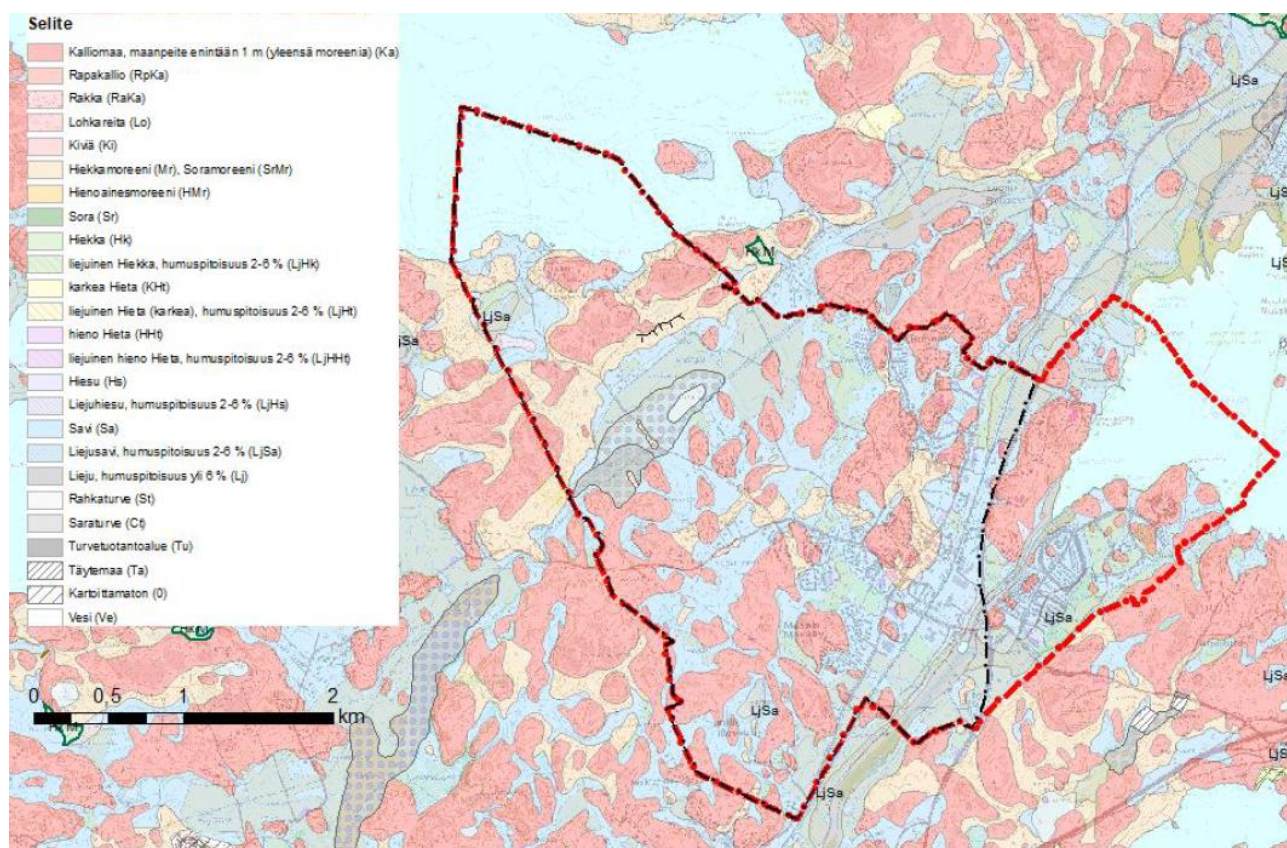 Selite
Kalliomaa, maanpeite enintään 1 m (yleensä moreenia) (Ka)
Rapakallio (RpKa)
Rakka (RaKa)
Lohkareita (Lo)
Kiviä (Ki)
Hiekkamoreeni (Mr), Soramoreeni (SrMr)
Hienoainesmoreeni (HMr)
Sora (Sr)
Hiekka (Hk)
liejuinen Hiekka, humuspitoisuus 2-6 % (LjHk)
karkea Hieta (KHt)
liejuinen Hieta (karkea), humuspitoisuus 2-6 % (LjHt)
hieno Hieta (HHt)
liejuinen hieno Hieta, humuspitoisuus 2-6 % (LjHHt)
Hiesu (Hs)
Liejuhiesu, humuspitoisuus 2-6 % (LjHs)
Savi (Sa)
Liejusavi, humuspitoisuus 2-6 % (LjSa)
Lieju, humuspitoisuus yli 6 % (Lj)
Rahkaturve (St)
Saraturve (Ct)
Turvetuotantoalue (Tu)
Täytemaa (Ta)
Kartoittamaton (0)
Vesi (Ve)
0 0,5 1 2
km
LjSa
LjSa
LjSa
LjSa
LjSa